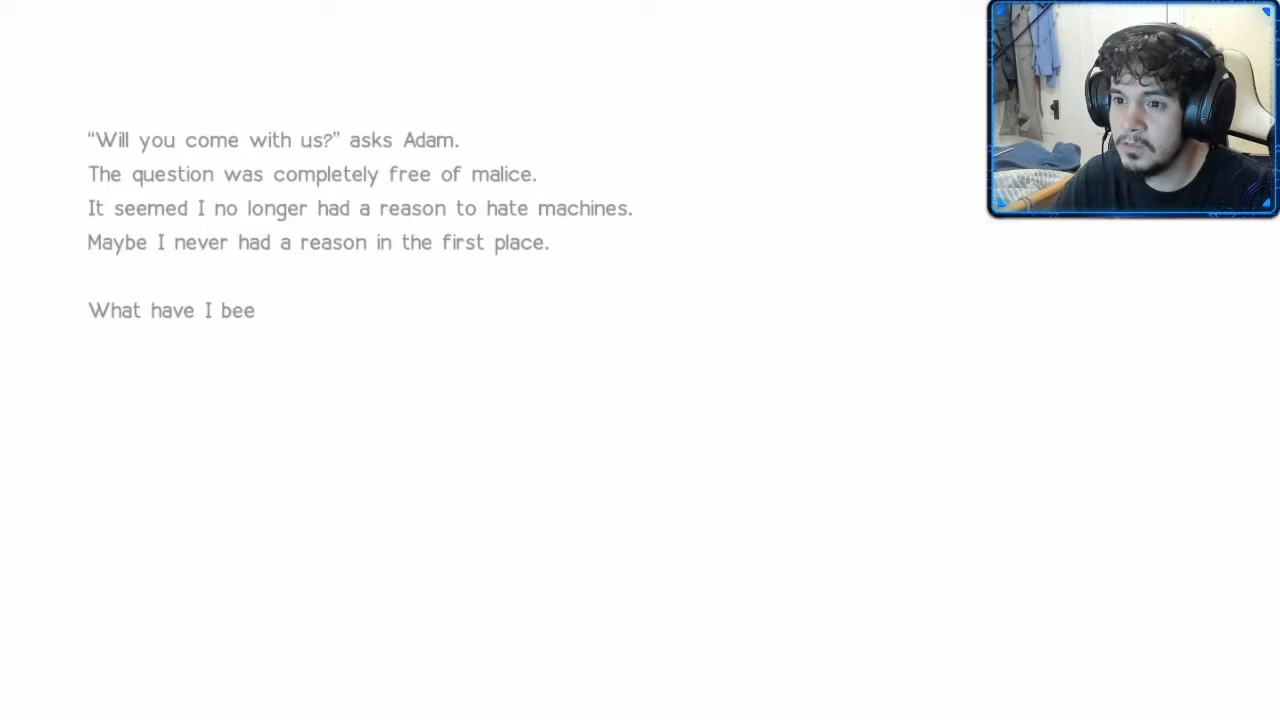 “Will you come with us?” asks Adam.
The question was completely free of malice.
It seemed I no longer had a reason to hate machines.
Maybe I never had a reason in the first place.
What have I bee